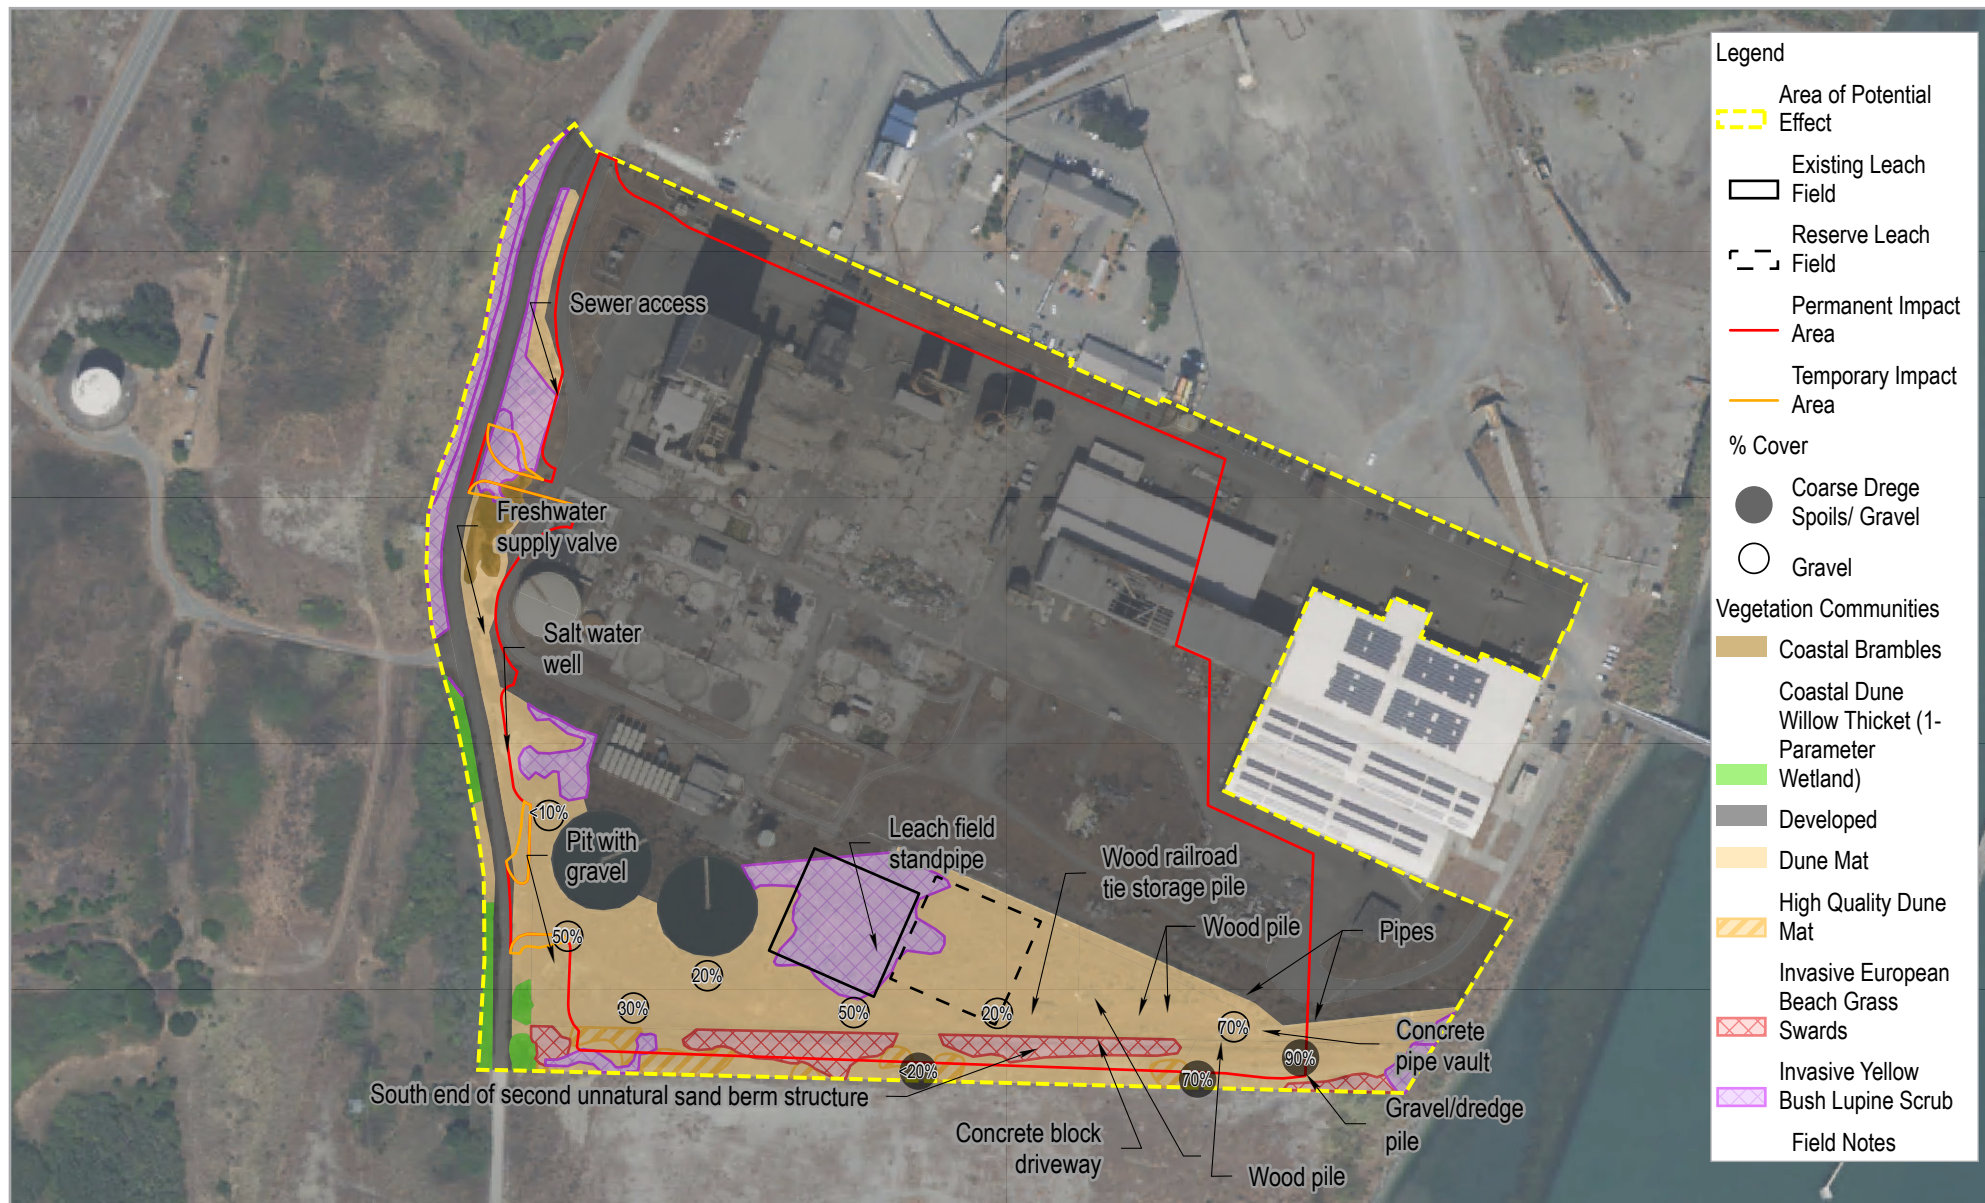 Legend
Area of Potential
Effect
Existing Leach
Field
Reserve Leach
Field
Permanent Impact
Area
Temporary Impact
Area
% Cover
Coarse Drege
Spoils/ Gravel
Gravel
Vegetation Communities
Coastal Brambles
Coastal Dune
Willow Thicket (1-
Parameter
Wetland)
Developed
Dune Mat
High Quality Dune
Mat
Invasive European
Beach Grass
Swards
Invasive Yellow
Bush Lupine Scrub
Field Notes
Sewer access
Freshwater
supply valve
Salt water
well
<10%
Pit with
gravel
Leach field
standpipe
Wood railroad
tie storage pile
Wood pile
Pipes
50%
20%
30%
50%
20%
70%
Concrete
pipe vault
90%
<20%
70%
South end of second unnatural sand berm structure
Gravel/dredge
pile
Concrete block
driveway
Wood pile